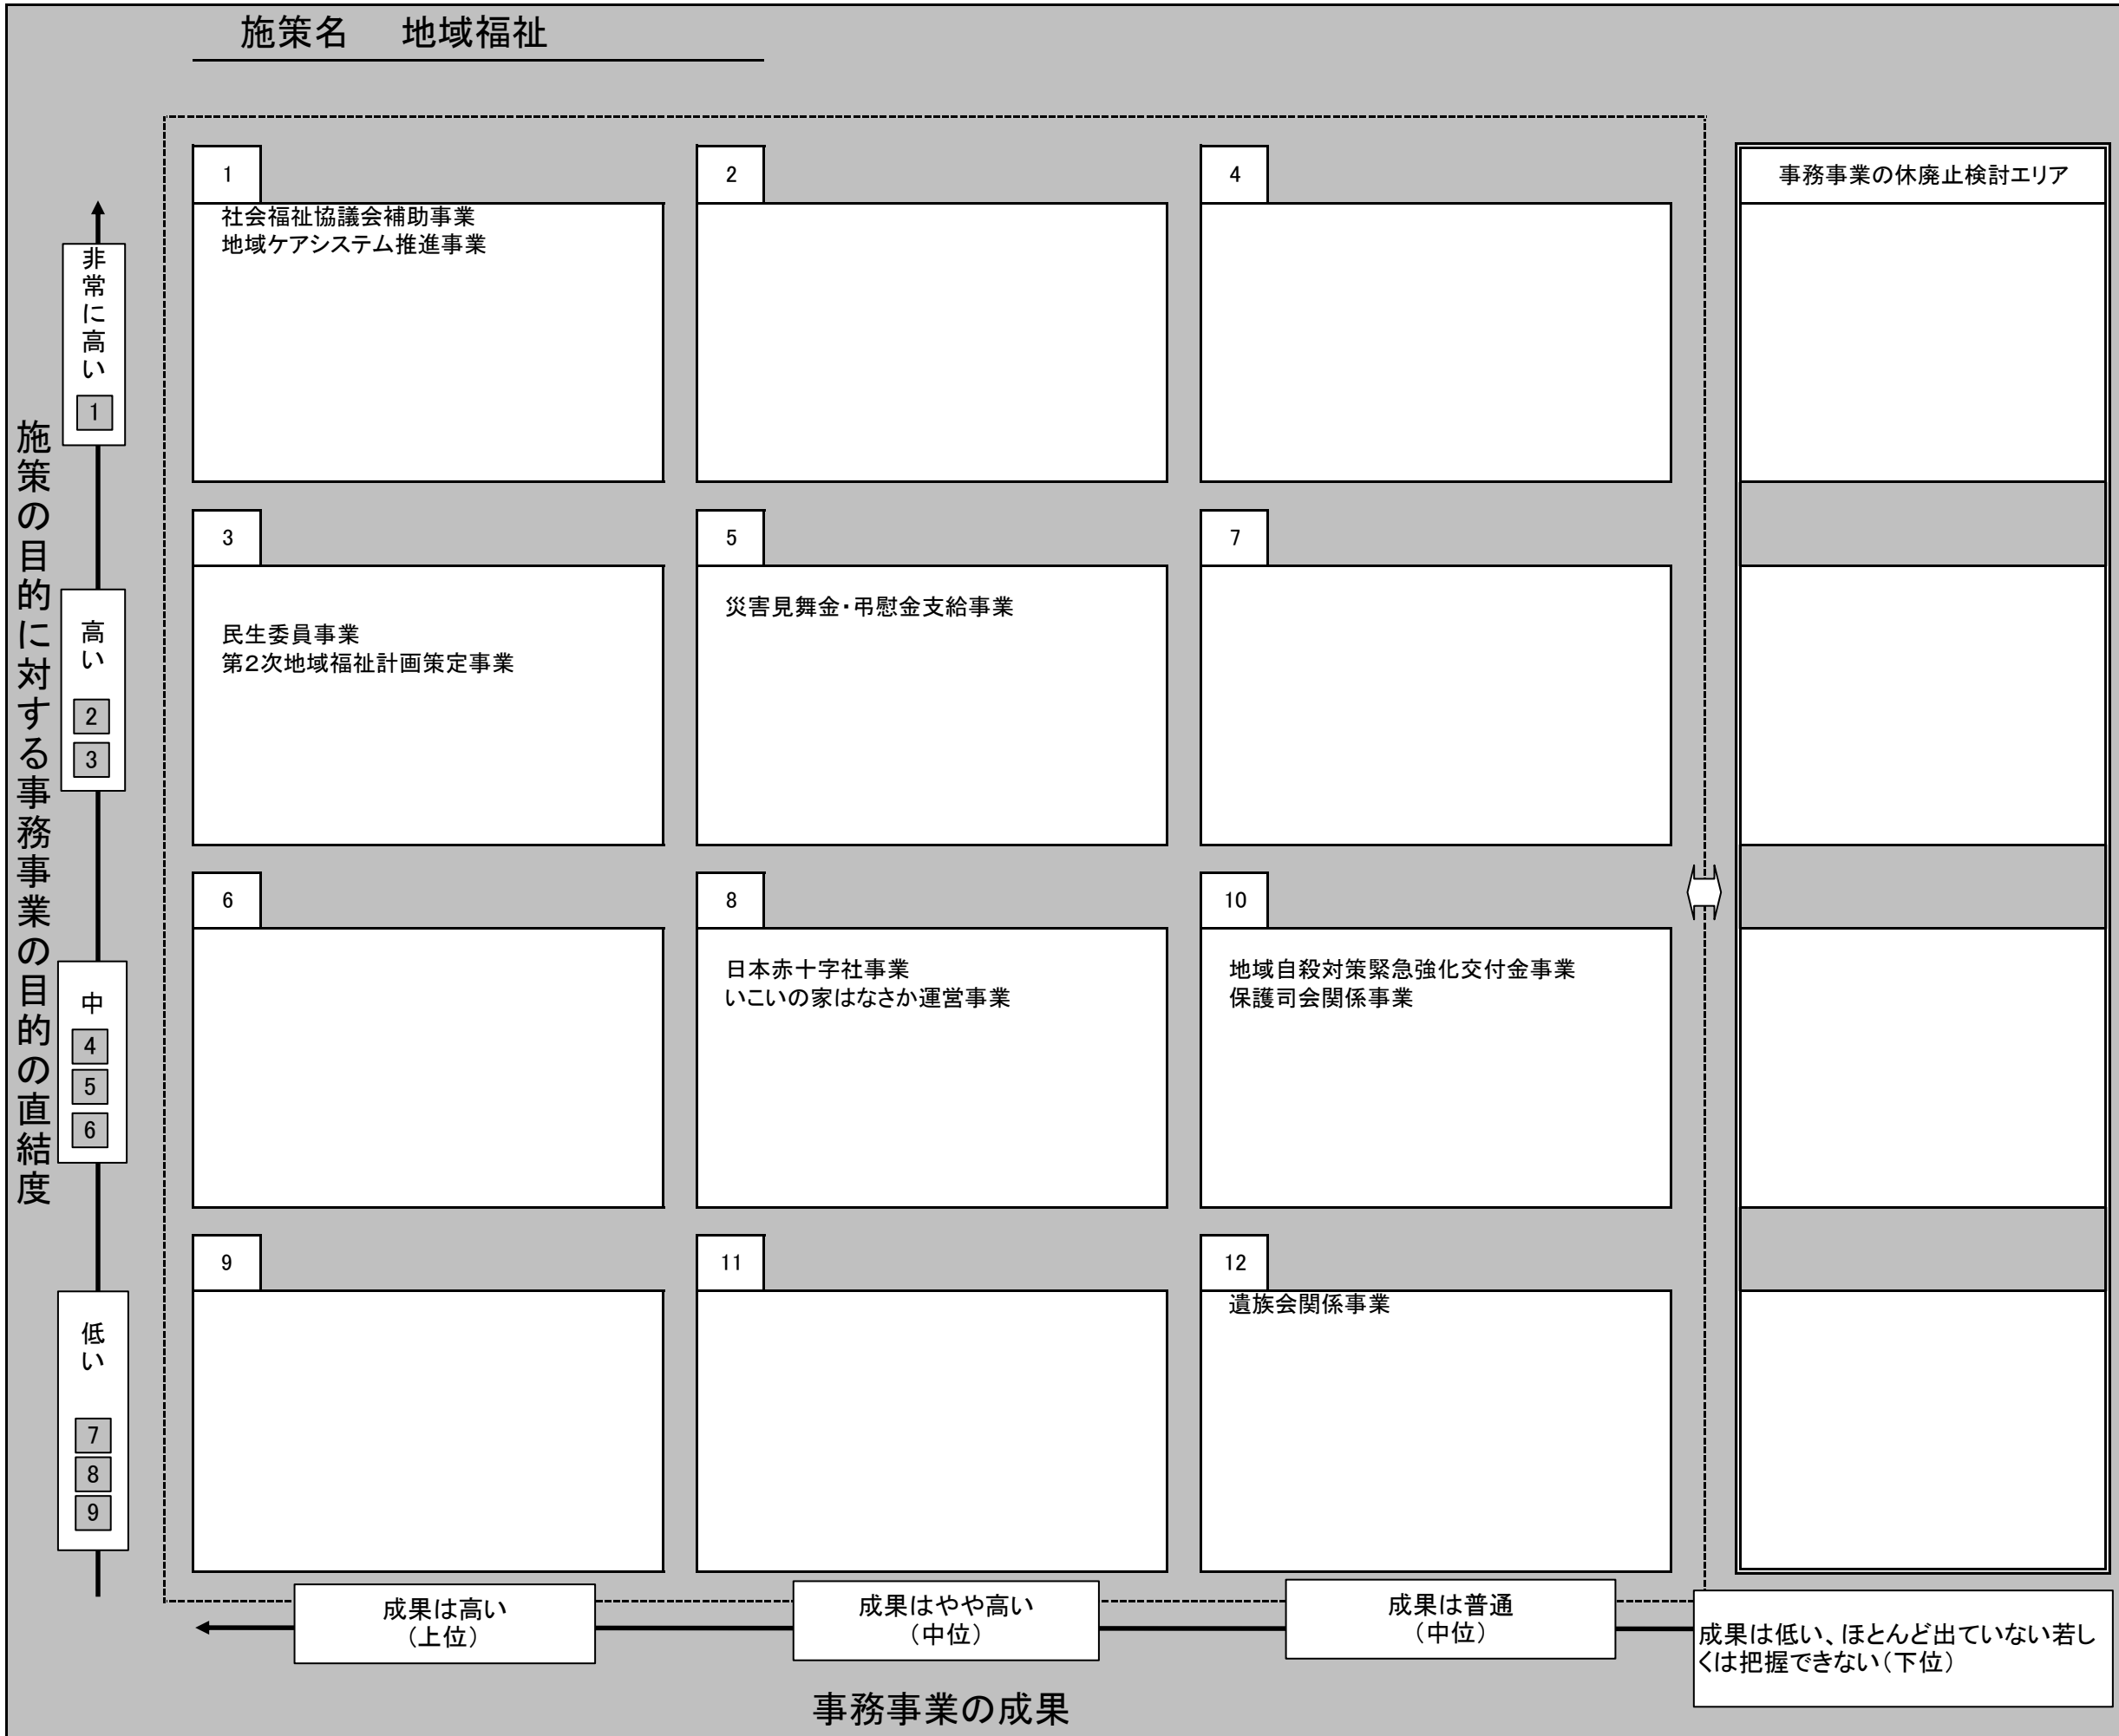 施策名 地域福祉
施策の目的に対する事務事業の目的の直結度
非常に高い
1
高い
2
3
中
4
5
6
低い
7
8
9
1
社会福祉協議会補助事業
地域ケアシステム推進事業
2
4
事務事業の休廃止検討エリア
3
民生委員事業
第2次地域福祉計画策定事業
5
災害見舞金・弔慰金支給事業
7
6
8
日本赤十字社事業
いこいの家はなさか運営事業
10
地域自殺対策緊急強化交付金事業
保護司会関係事業
9
11
12
遺族会関係事業
成果は高い
(上位)
成果はやや高い
(中位)
成果は普通
(中位)
成果は低い、ほとんど出ていない若し
くは把握できない(下位)
事務事業の成果